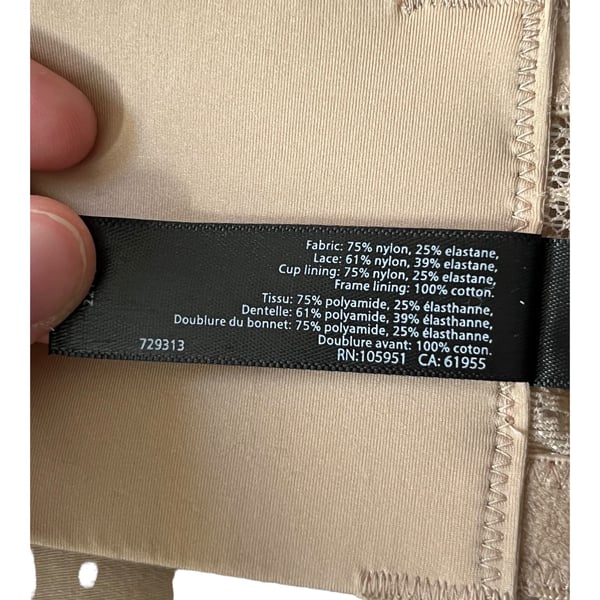 Fabric: 75% nylon, 25% elastane,
Lace: 61% nylon, 39% elastane,
Cup lining: 75% nylon, 25% elastane,
Frame lining: 100% cotton.
Tissu: 75% polyamide, 25% élasthanne,
Dentelle: 61% polyamide, 39% élasthanne,
Doublure du bonnet: 75% polyamide, 25% élasthanne,
Doublure avant: 100% coton.
729313
RN:105951 CA: 61955